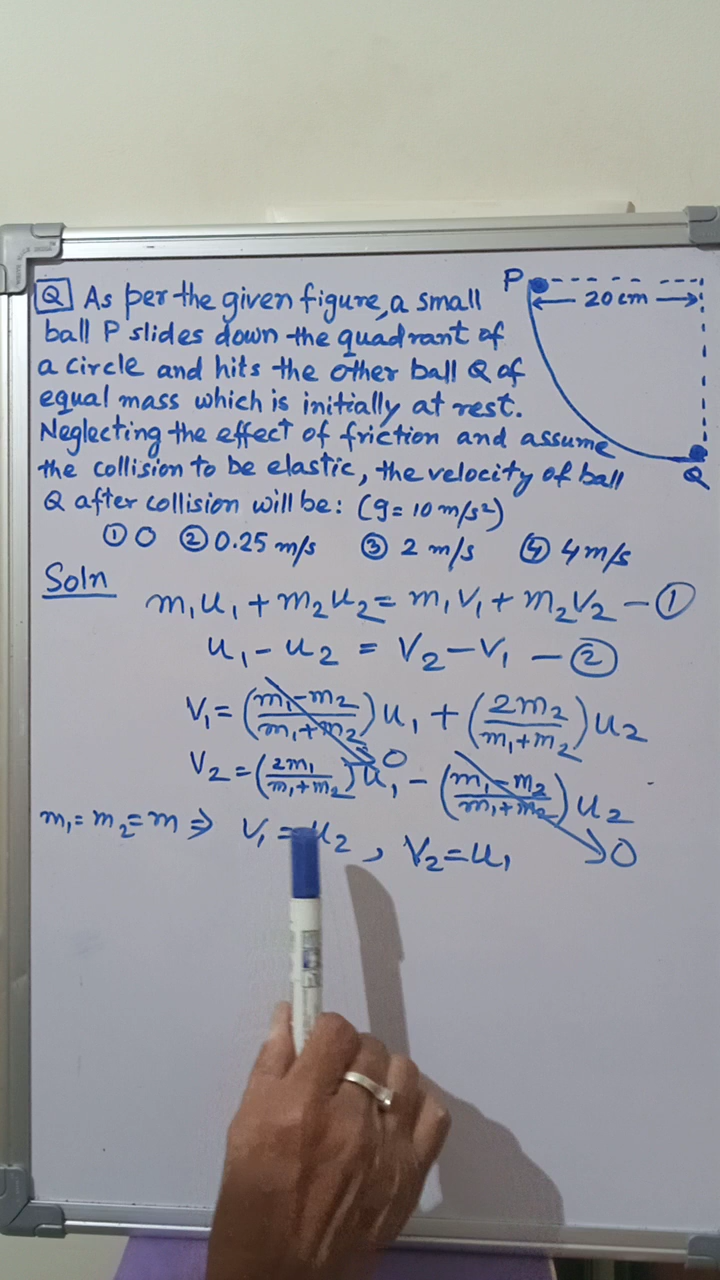 Q As per the given figure, a small
ball P slides down the quadrant of
a circle and hits the other ball Q of
equal mass which is initially at rest.
Neglecting the effect of friction and assume
the collision to be elastic, the velocity of ball
Q after collision will be: (g = 10 m/s²)
① 0 ② 0.25 m/s ③ 2 m/s ④ 4 m/s
P
20 cm
Q
Soln
m₁u₁ + m₂u₂ = m₁v₁ + m₂v₂ — ①
u₁ - u₂ = v₂ - v₁ — ②
v₁ = ((m₁-m₂)/(m₁+m₂))u₁ + ((2m₂)/(m₁+m₂))u₂
0
v₂ = ((2m₁)/(m₁+m₂))u₁ - ((m₁-m₂)/(m₁+m₂))u₂
0
m₁ = m₂ = m ⇒ v₁ = u₂, v₂ = u₁